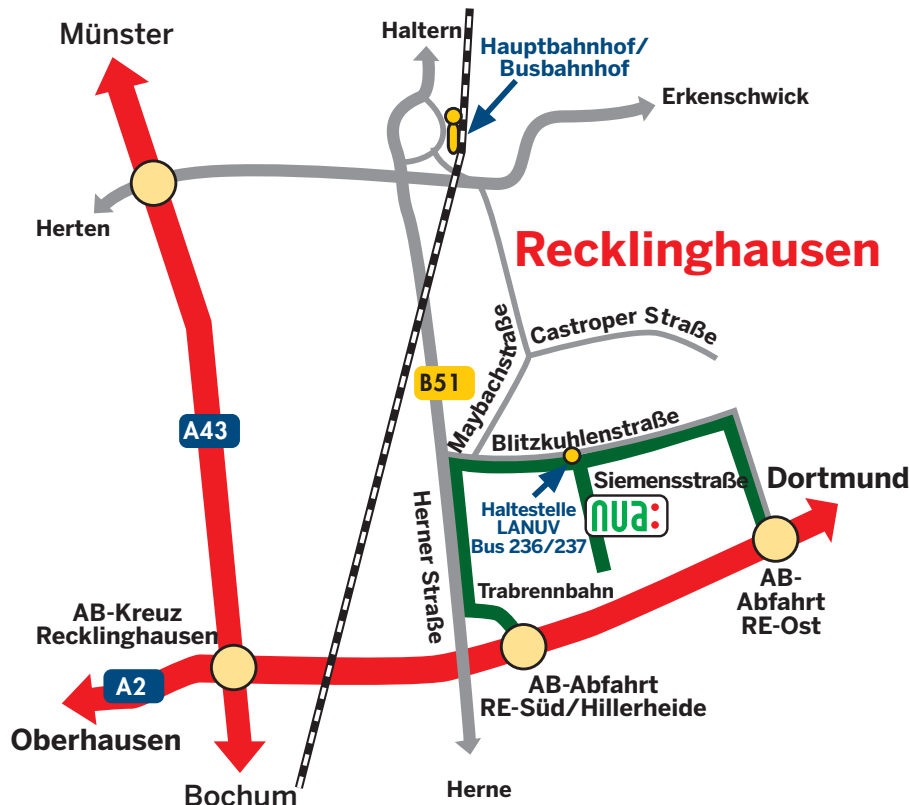 Münster
Haltern
Hauptbahnhof/
Busbahnhof
Erkenschwick
Herten
Recklinghausen
Maybachstraße
Castroper Straße
B51
A43
Blitzkuhlenstraße
Siemensstraße
Dortmund
nua:
Haltestelle
LANUV
Bus 236/237
Herner Straße
Trabrennbahn
AB-
Abfahrt
RE-Ost
AB-Kreuz
Recklinghausen
A2
AB-Abfahrt
RE-Süd/Hillerheide
Oberhausen
Bochum
Herne